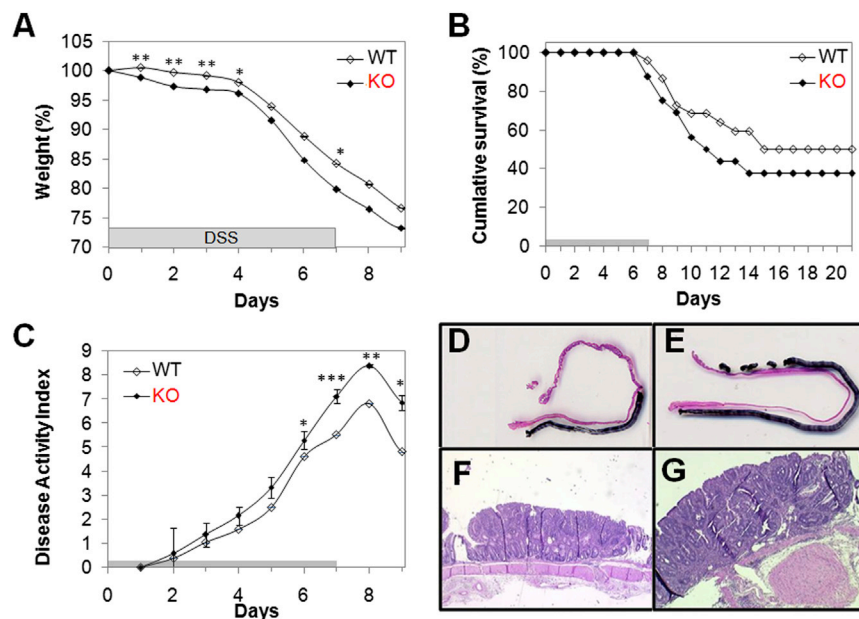 A
105
100
95
90
85
80
75
70
Weight (%)
** ** ** * *
WT
KO
DSS
0 2 4 6 8
Days
B
100
80
60
40
20
0
Cumlative survival (%)
WT
KO
0 2 4 6 8 10 12 14 16 18 20
Days
C
9
8
7
6
5
4
3
2
1
0
Disease Activity Index
WT
KO
* *** ** *
0 2 4 6 8
Days
D
E
F
G